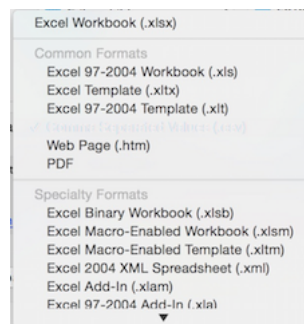 Excel Workbook (.xlsx)
Common Formats
Excel 97-2004 Workbook (.xls)
Excel Template (.xltx)
Excel 97-2004 Template (.xlt)
Web Page (.htm)
PDF
Specialty Formats
Excel Binary Workbook (.xlsb)
Excel Macro-Enabled Workbook (.xlsm)
Excel Macro-Enabled Template (.xltm)
Excel 2004 XML Spreadsheet (.xml)
Excel Add-In (.xlam)
Excel 97-2004 Add-In (.xla)